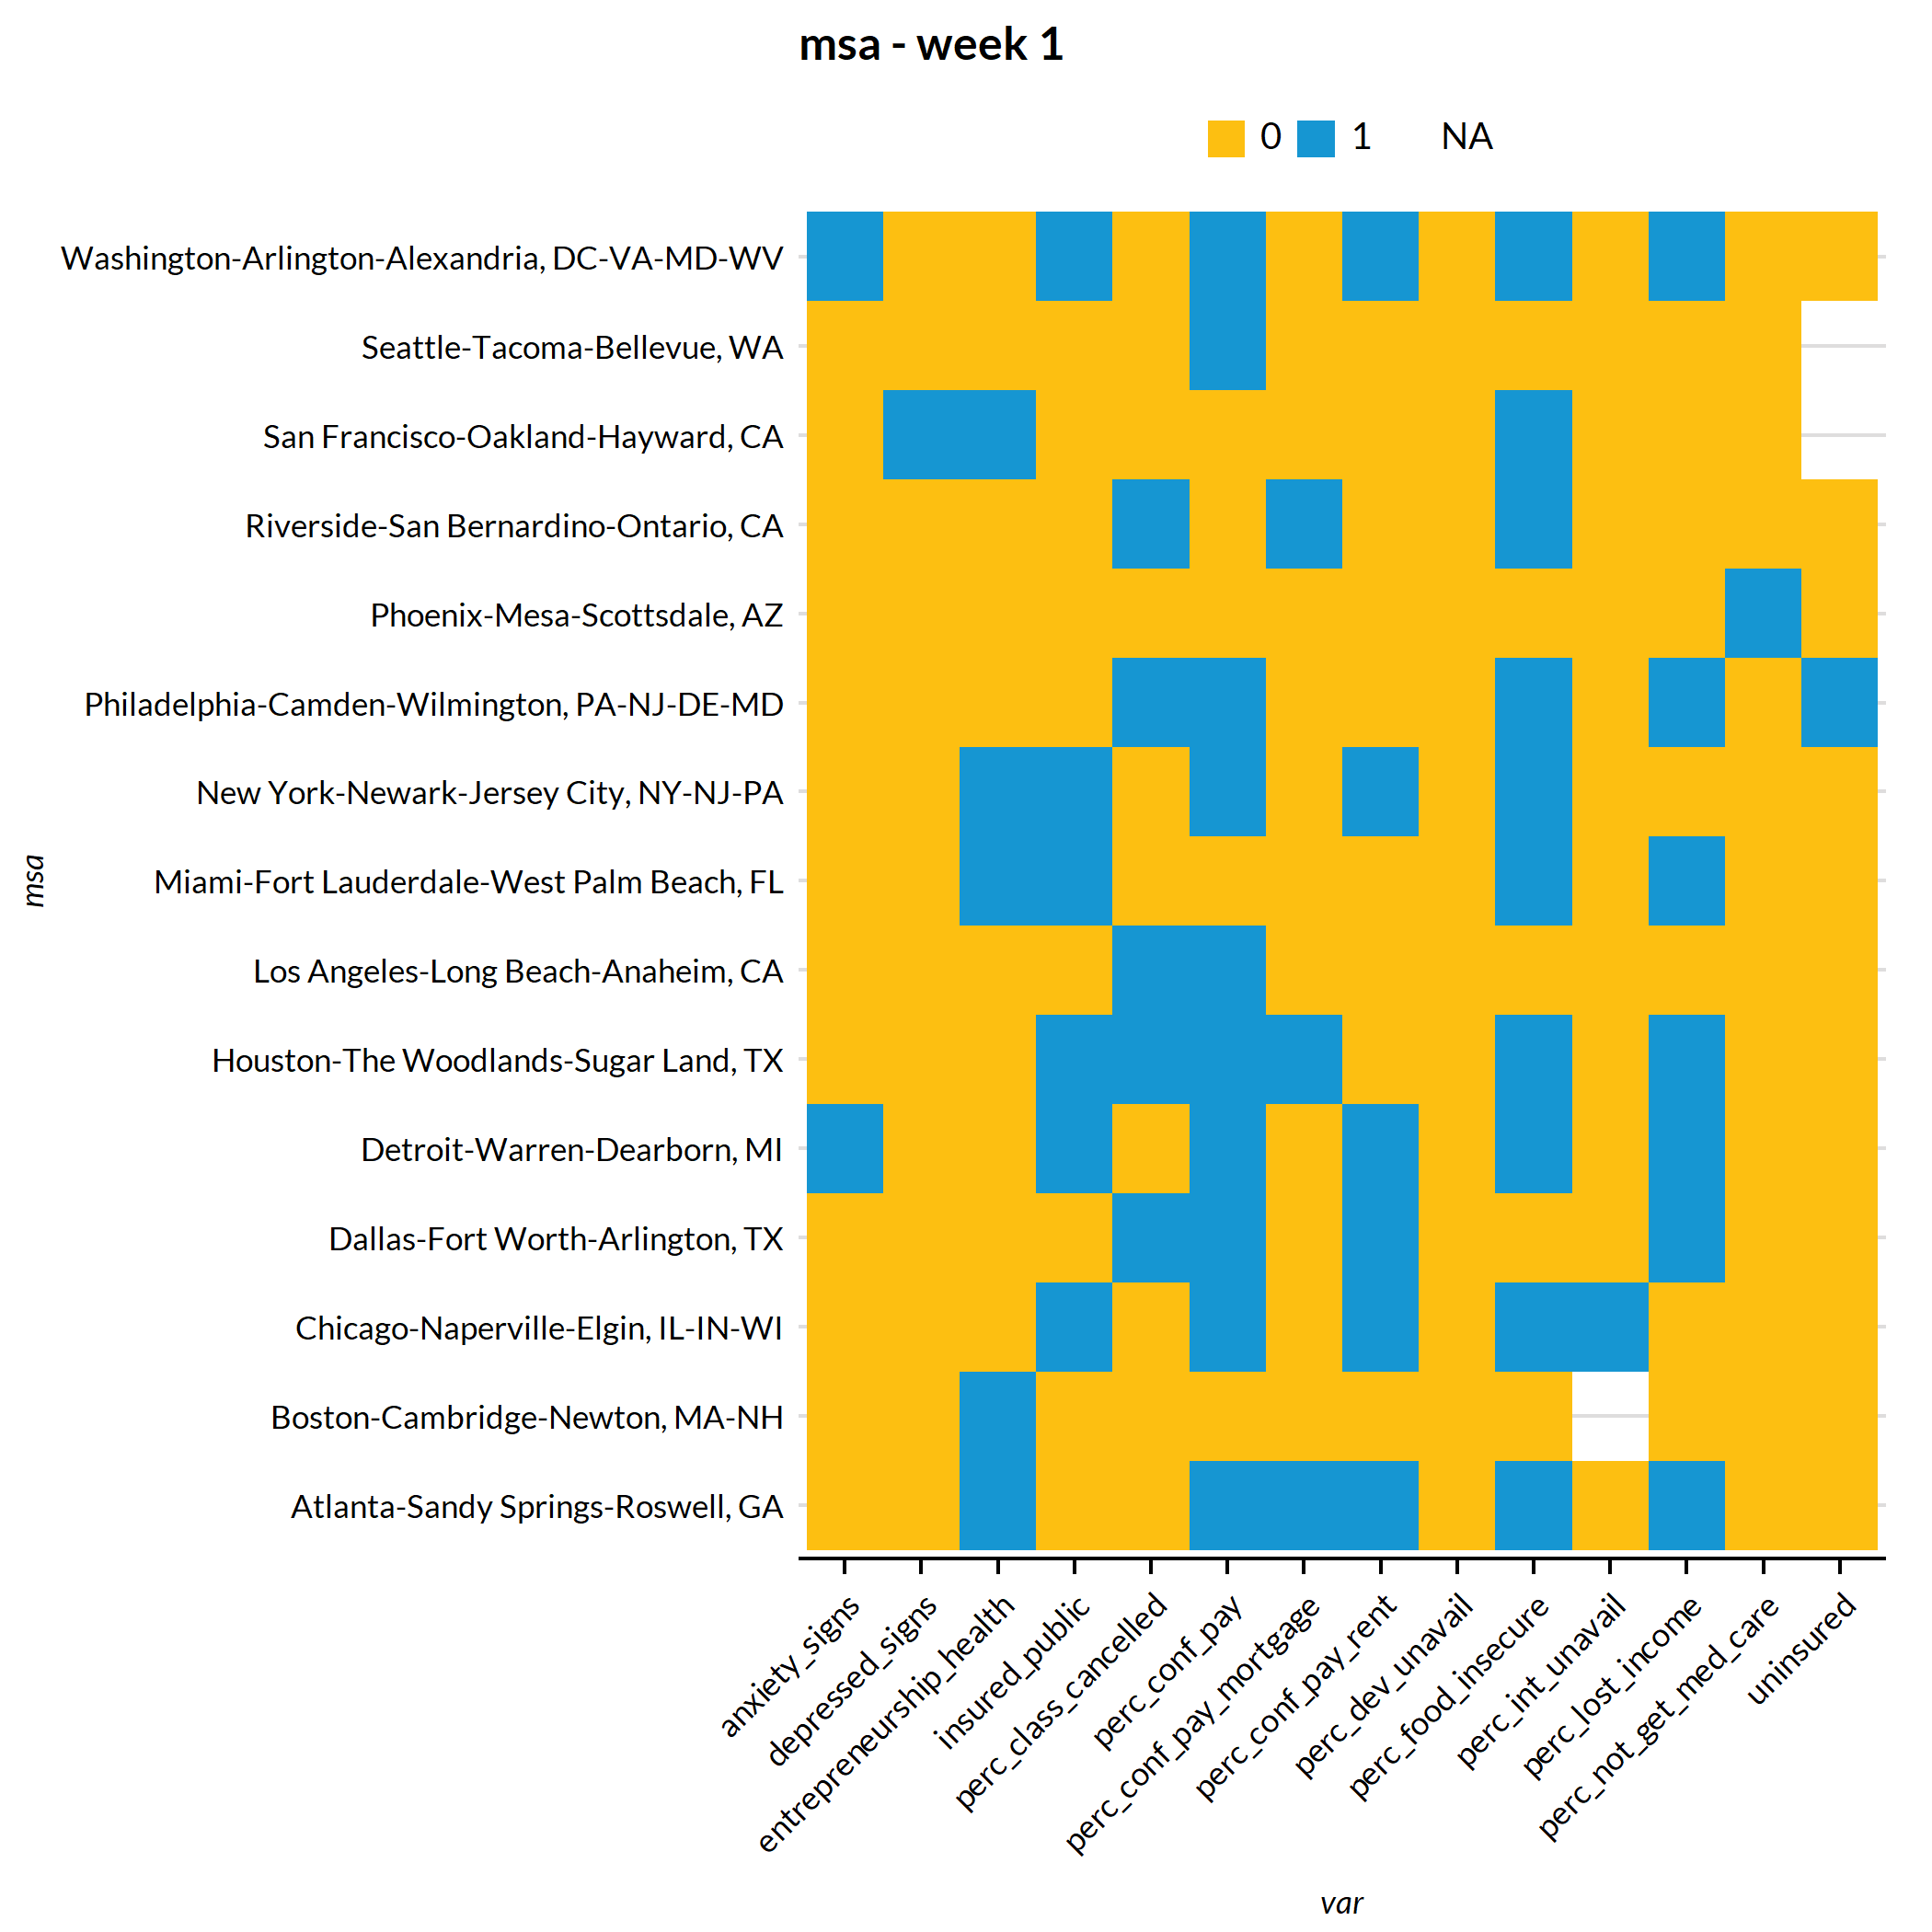 msa - week 1
0 1 NA
Washington-Arlington-Alexandria, DC-VA-MD-WV
Seattle-Tacoma-Bellevue, WA
San Francisco-Oakland-Hayward, CA
Riverside-San Bernardino-Ontario, CA
Phoenix-Mesa-Scottsdale, AZ
Philadelphia-Camden-Wilmington, PA-NJ-DE-MD
New York-Newark-Jersey City, NY-NJ-PA
Miami-Fort Lauderdale-West Palm Beach, FL
Los Angeles-Long Beach-Anaheim, CA
Houston-The Woodlands-Sugar Land, TX
Detroit-Warren-Dearborn, MI
Dallas-Fort Worth-Arlington, TX
Chicago-Naperville-Elgin, IL-IN-WI
Boston-Cambridge-Newton, MA-NH
Atlanta-Sandy Springs-Roswell, GA
msa
anxiety_signs
depressed_signs
entrepreneurship_health
insured_public
perc_class_cancelled
perc_conf_pay
perc_conf_pay_mortgage
perc_conf_pay_rent
perc_dev_unavail
perc_food_insecure
perc_int_unavail
perc_lost_income
perc_not_get_med_care
uninsured
var